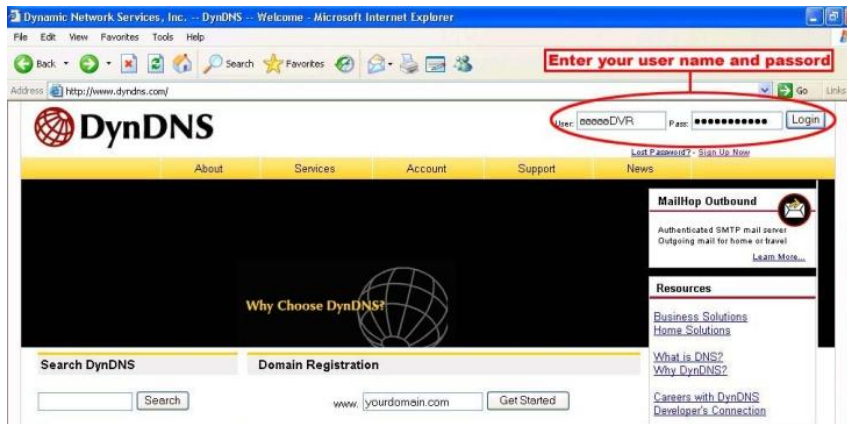 Dynamic Network Services, Inc. -- DynDNS -- Welcome - Microsoft Internet Explorer
File Edit View Favorites Tools Help
Back Search Favorites
Enter your user name and passord
Address http://www.dyndns.com/ Go Links
DynDNS
User: DVR Pass: ●●●●●●●●●●● Login
Lost Password? - Sign Up Now
About Services Account Support News
MailHop Outbound
Authenticated SMTP mail server
Outgoing mail for home or travel
Learn More...
Why Choose DynDNS?
Resources
Business Solutions
Home Solutions
What is DNS?
Why DynDNS?
Careers with DynDNS
Developer's Connection
Search DynDNS
Search
Domain Registration
www. yourdomain.com Get Started